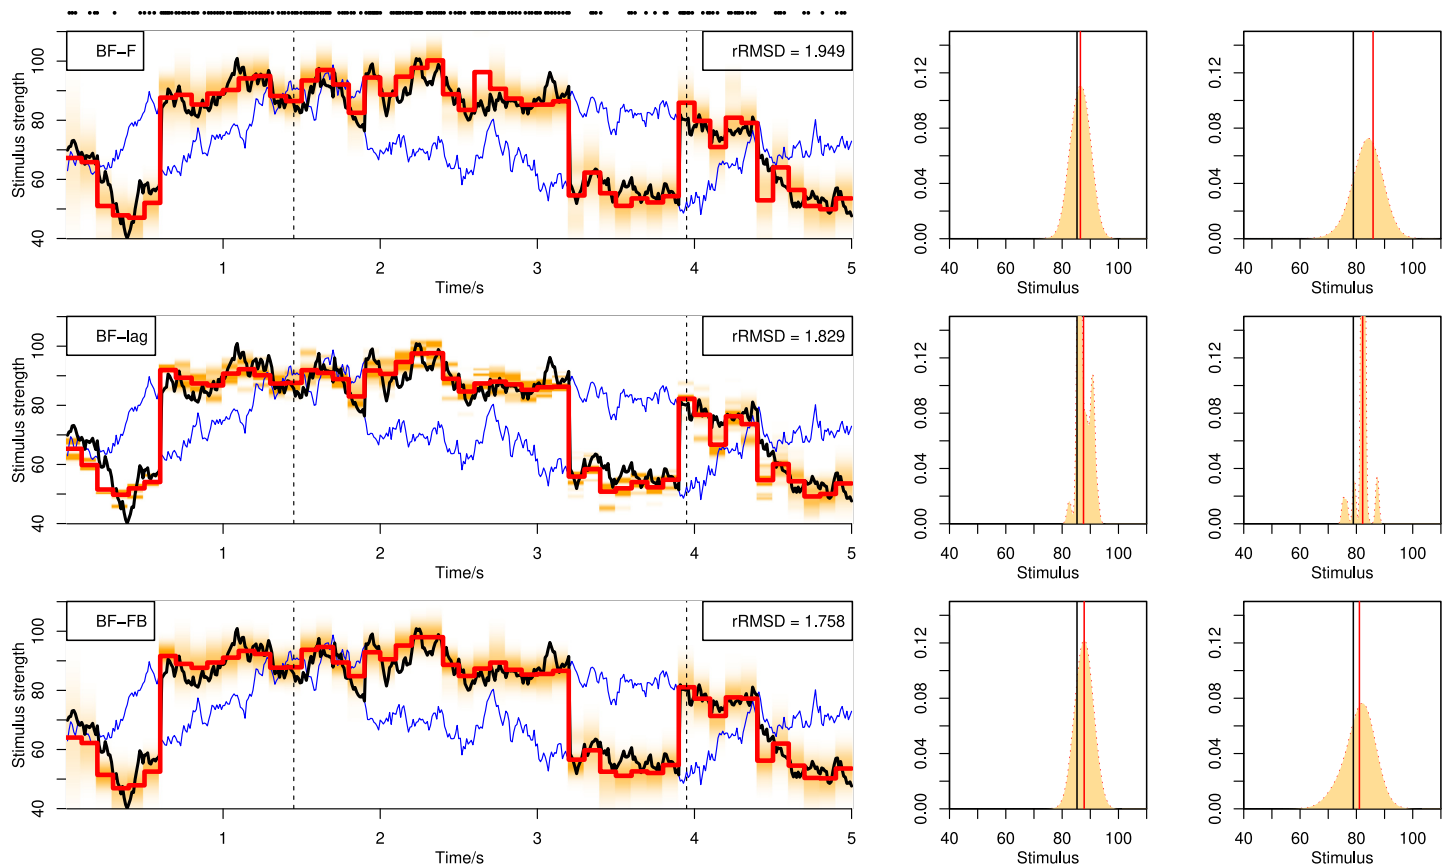 BF−F
rRMSD = 1.949
Stimulus strength
40 60 80 100
1 2 3 4 5
Time/s
0.00 0.04 0.08 0.12
40 60 80 100
Stimulus
0.00 0.04 0.08 0.12
40 60 80 100
Stimulus
BF−lag
rRMSD = 1.829
Stimulus strength
40 60 80 100
1 2 3 4 5
Time/s
0.00 0.04 0.08 0.12
40 60 80 100
Stimulus
0.00 0.04 0.08 0.12
40 60 80 100
Stimulus
BF−FB
rRMSD = 1.758
Stimulus strength
40 60 80 100
1 2 3 4 5
Time/s
0.00 0.04 0.08 0.12
40 60 80 100
Stimulus
0.00 0.04 0.08 0.12
40 60 80 100
Stimulus